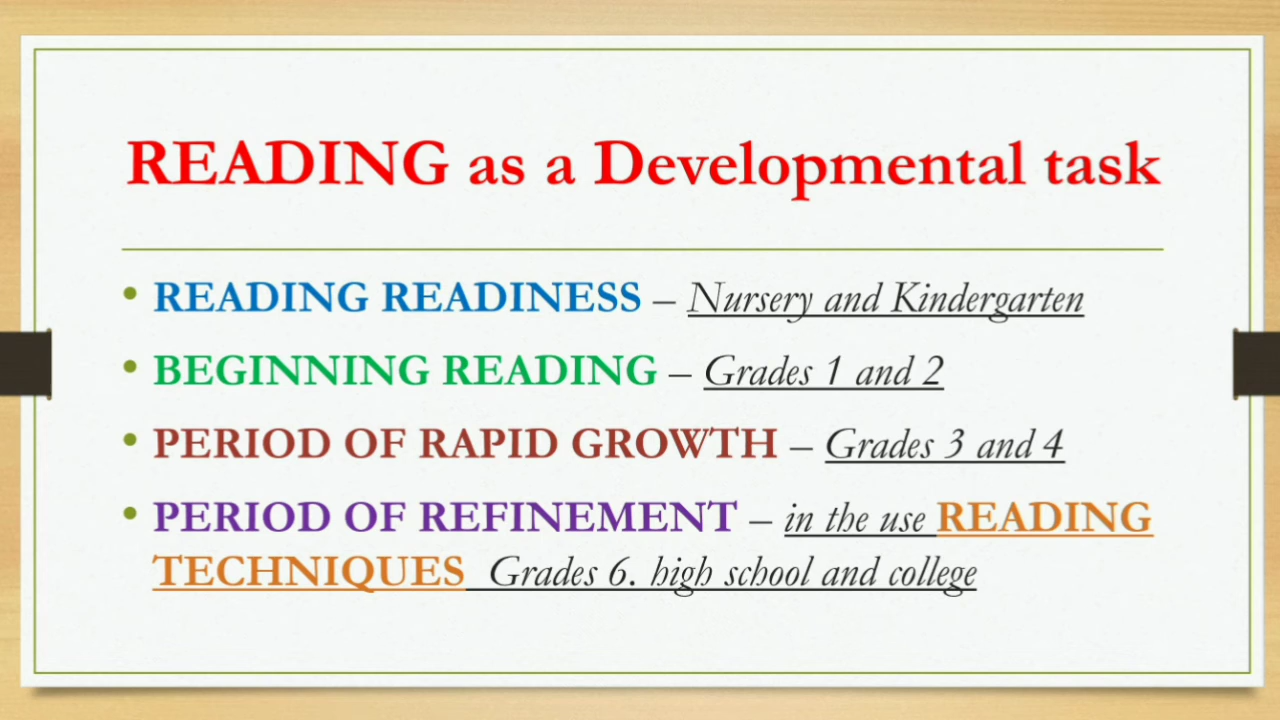 READING as a Developmental task
• READING READINESS – Nursery and Kindergarten
• BEGINNING READING – Grades 1 and 2
• PERIOD OF RAPID GROWTH – Grades 3 and 4
• PERIOD OF REFINEMENT – in the use READING
TECHNIQUES Grades 6. high school and college